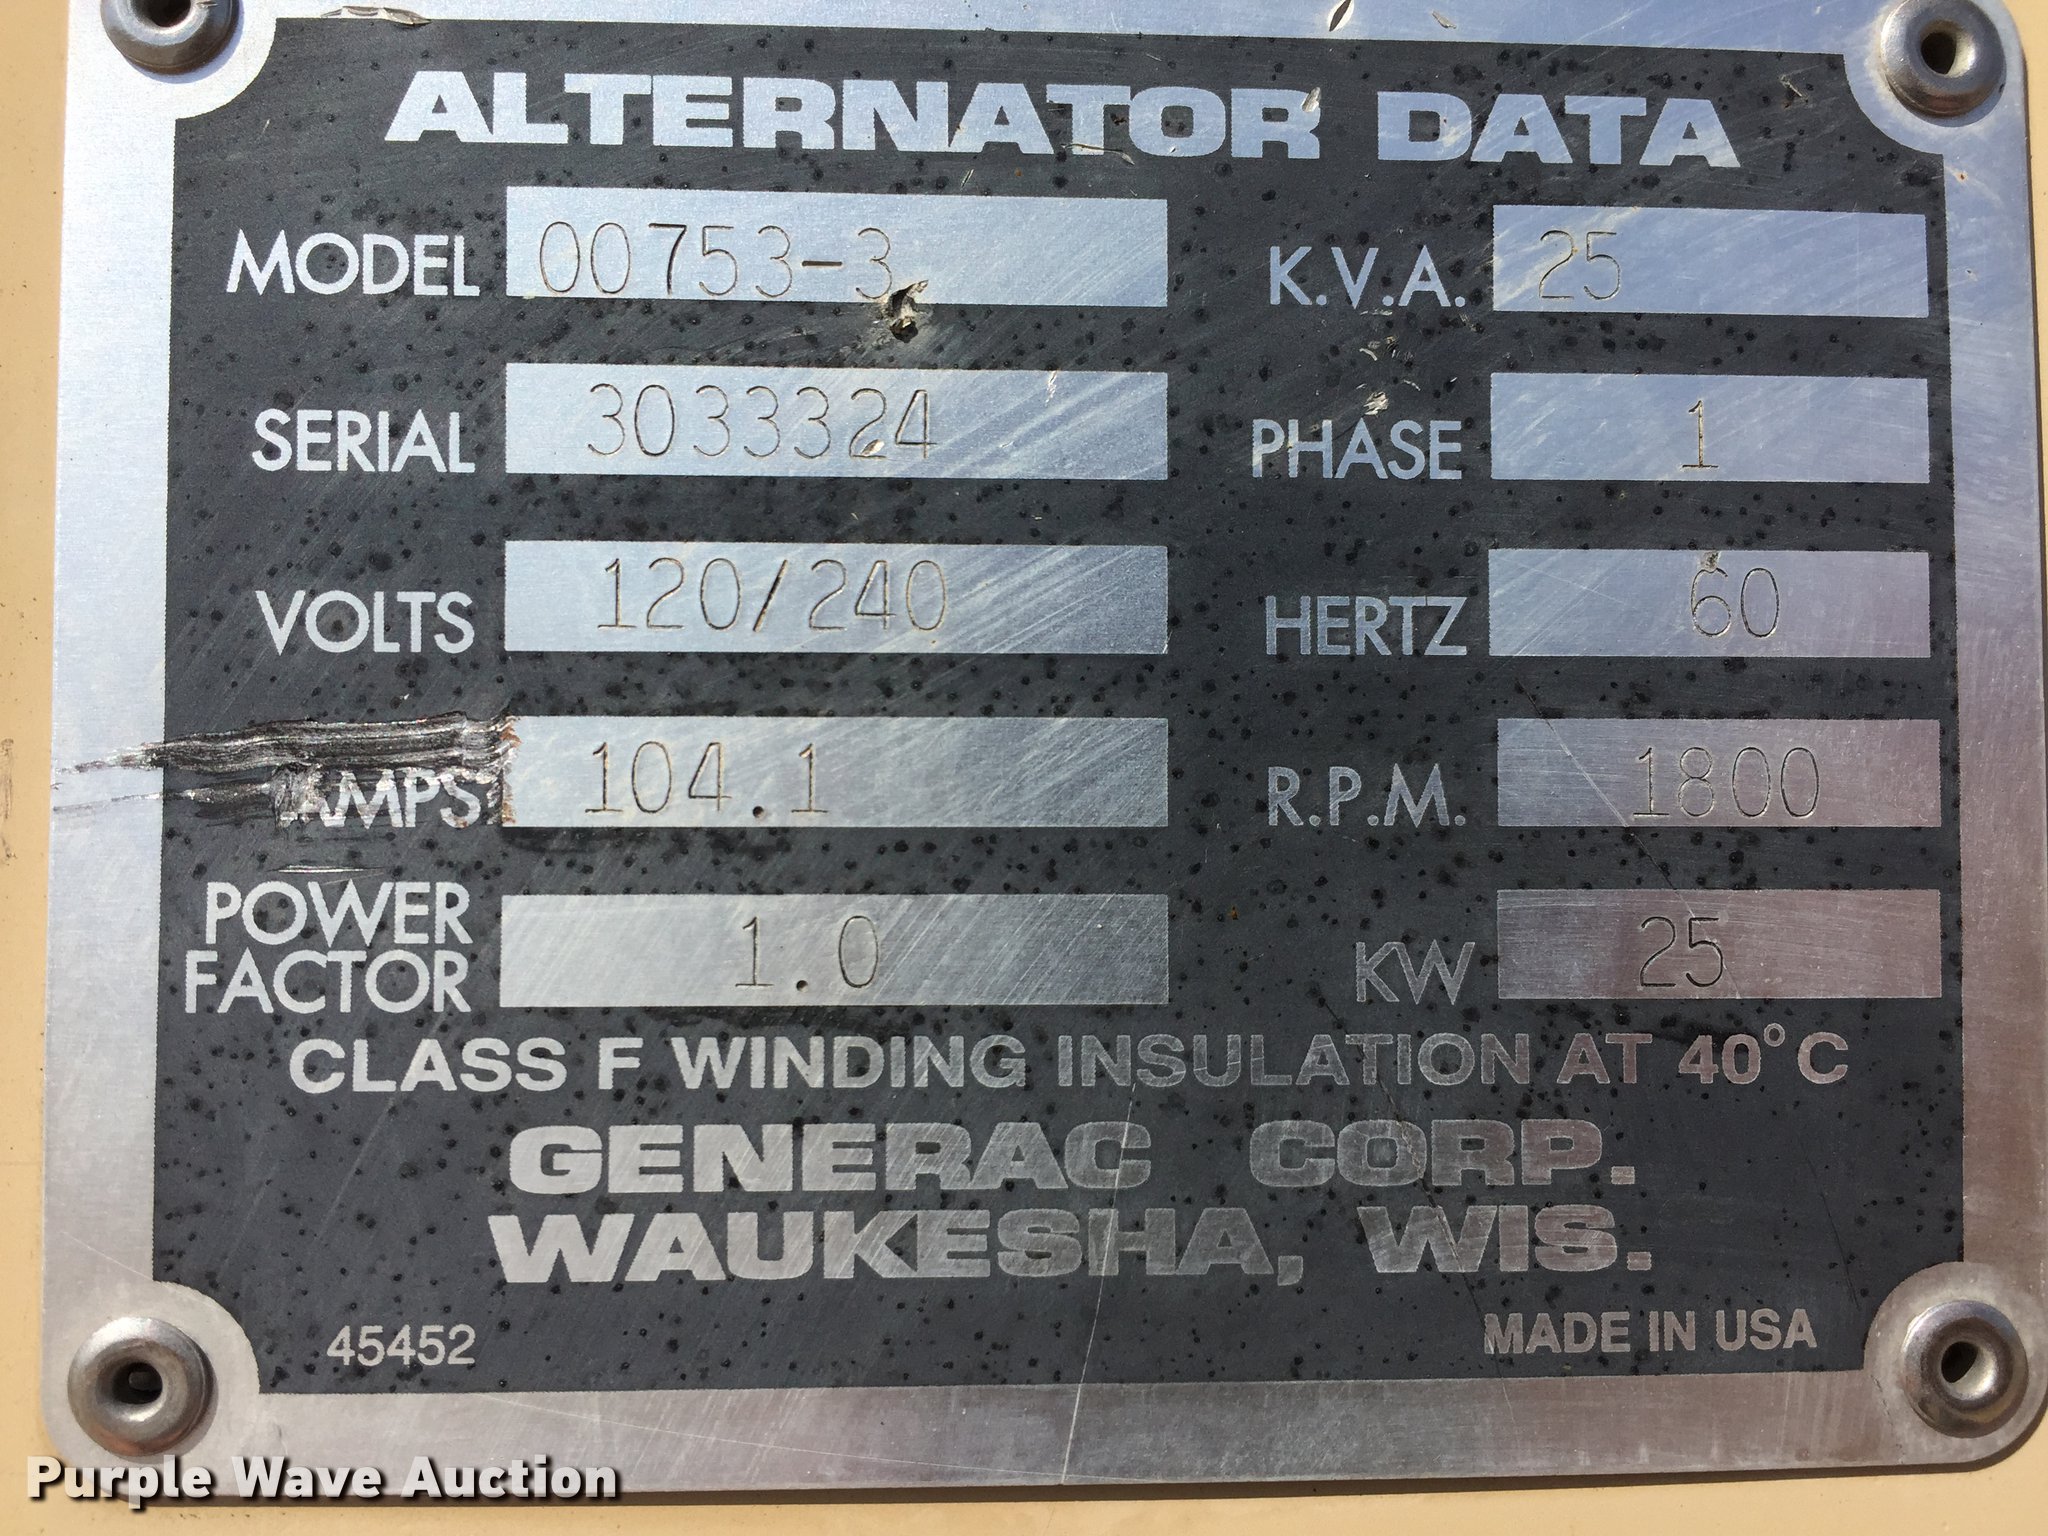 ALTERNATOR DATA
MODEL 00753-3 K.V.A. 25
SERIAL 3033324 PHASE 1
VOLTS 120/240 HERTZ 60
AMPS 104.1 R.P.M. 1800
POWER FACTOR 1.0 KW 25
CLASS F WINDING INSULATION AT 40°C
GENERAC CORP.
WAUKESHA, WIS.
45452 MADE IN USA
Purple Wave Auction